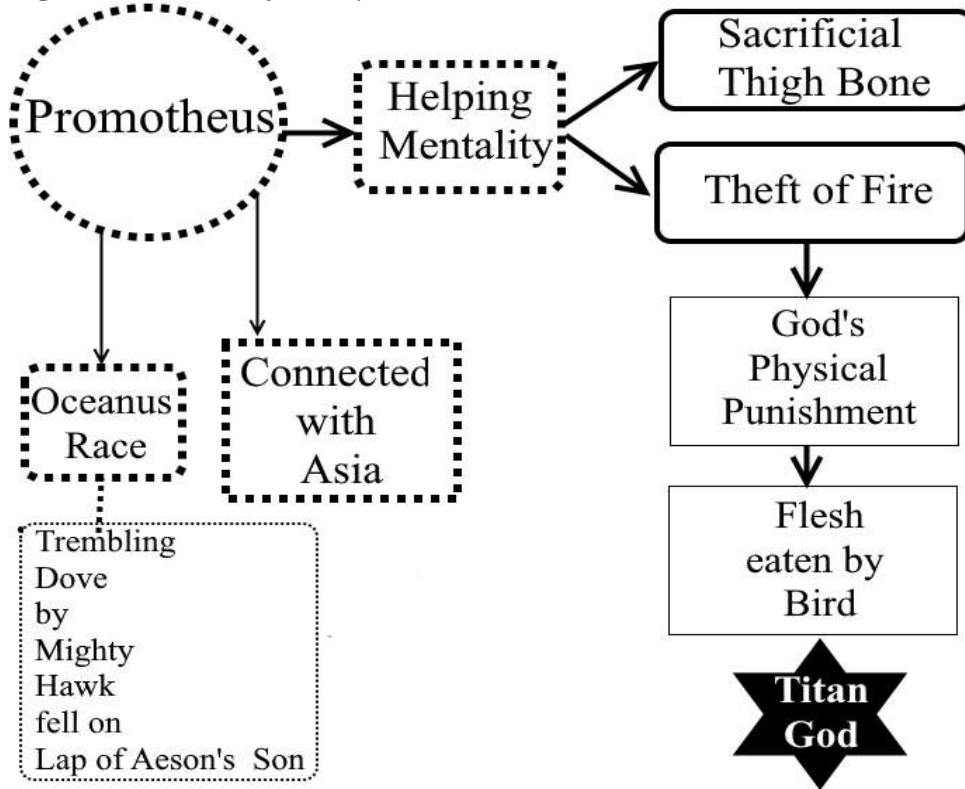 Promotheus
Helping
Mentality
Sacrificial
Thigh Bone
Theft of Fire
God's
Physical
Punishment
Flesh
eaten by
Bird
Titan
God
Connected
with
Asia
Oceanus
Race
Trembling
Dove
by
Mighty
Hawk
fell on
Lap of Aeson's Son